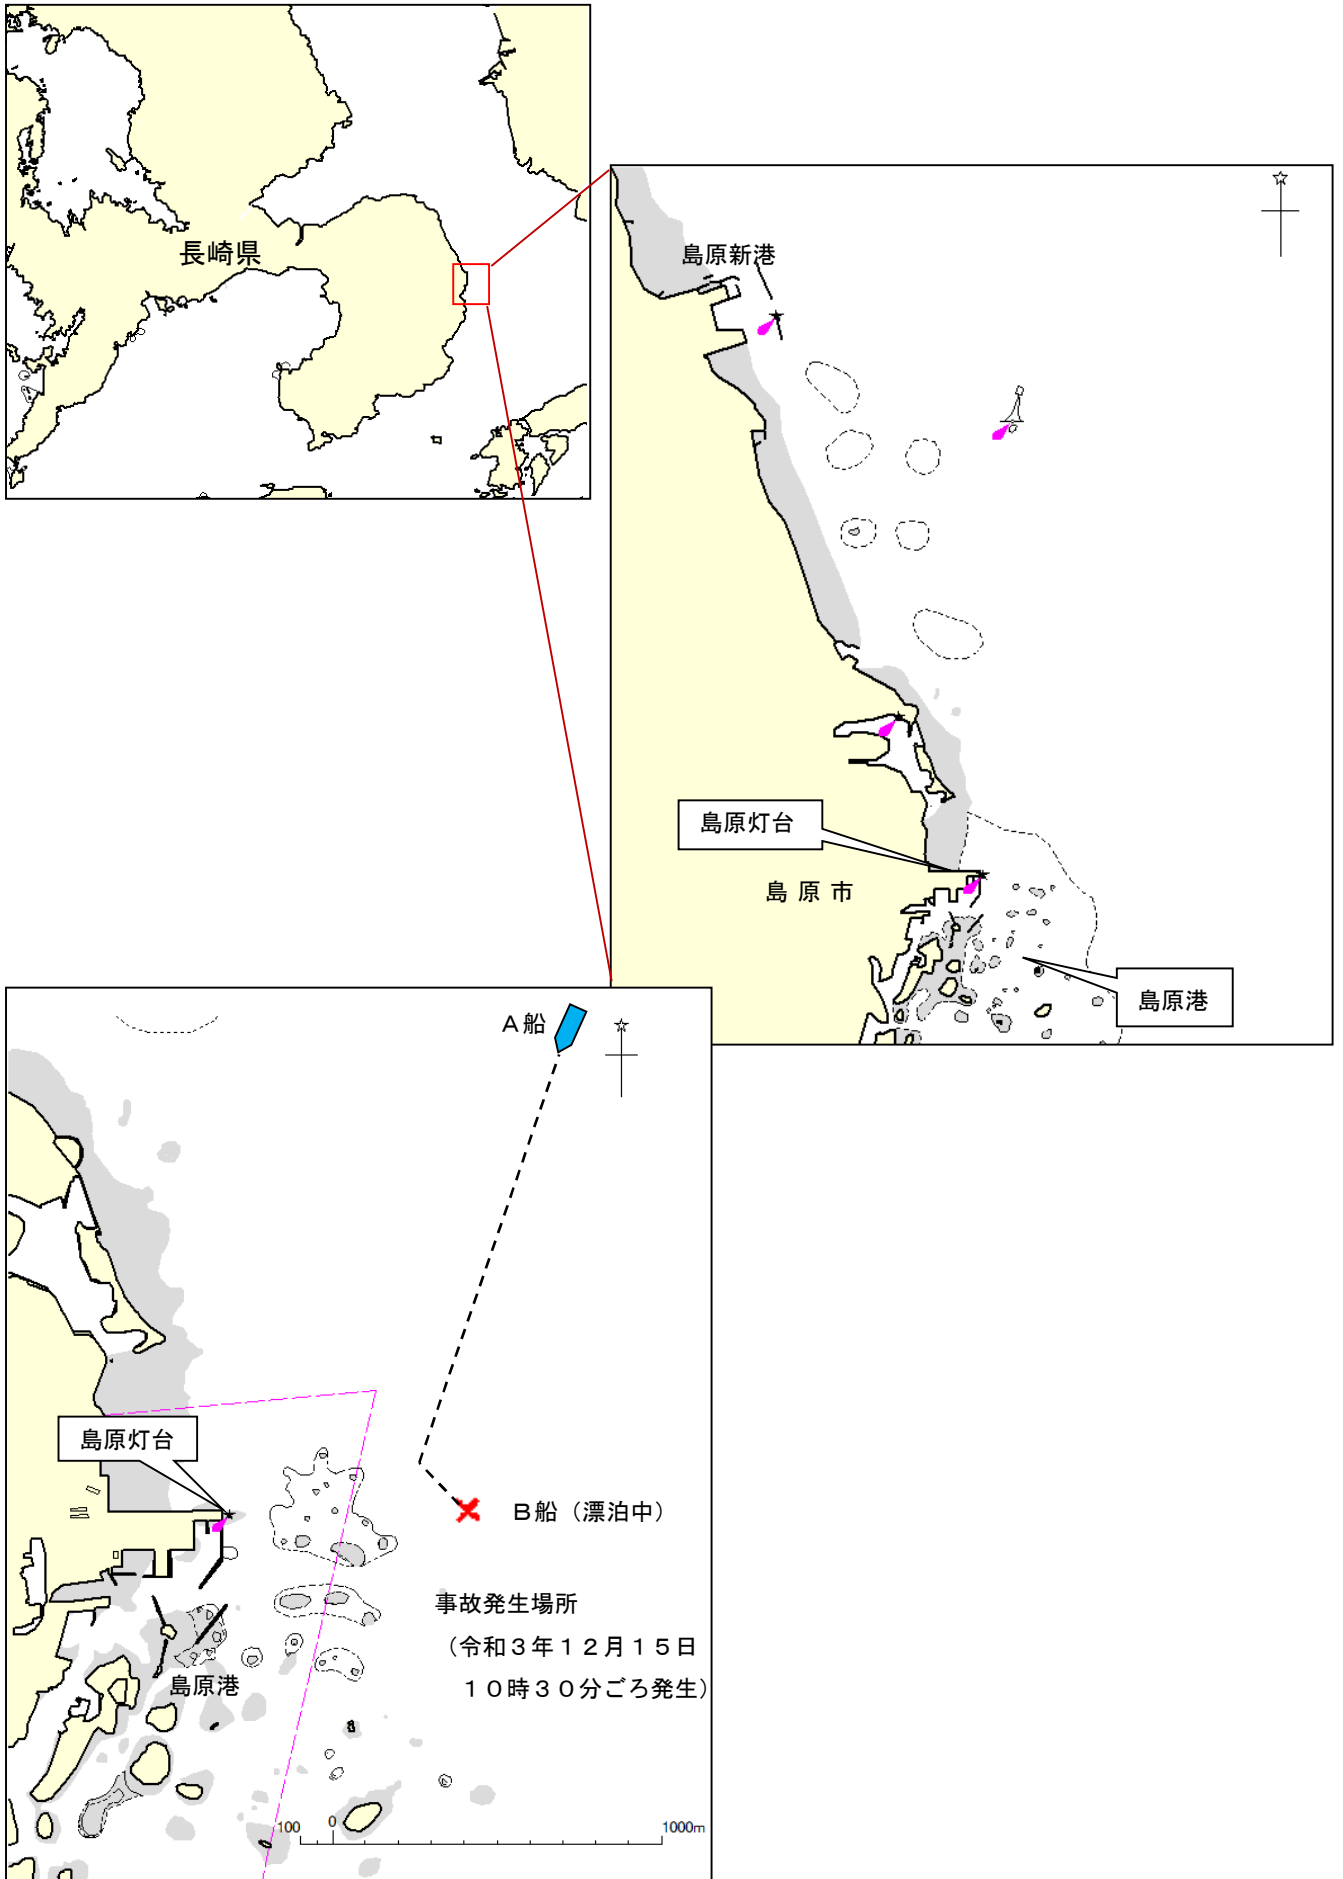 長崎県
島原新港
島原灯台
島原市
島原港
A船
島原灯台
B船（漂泊中）
事故発生場所
（令和３年１２月１５日
１０時３０分ごろ発生）
島原港
100 0 1000m